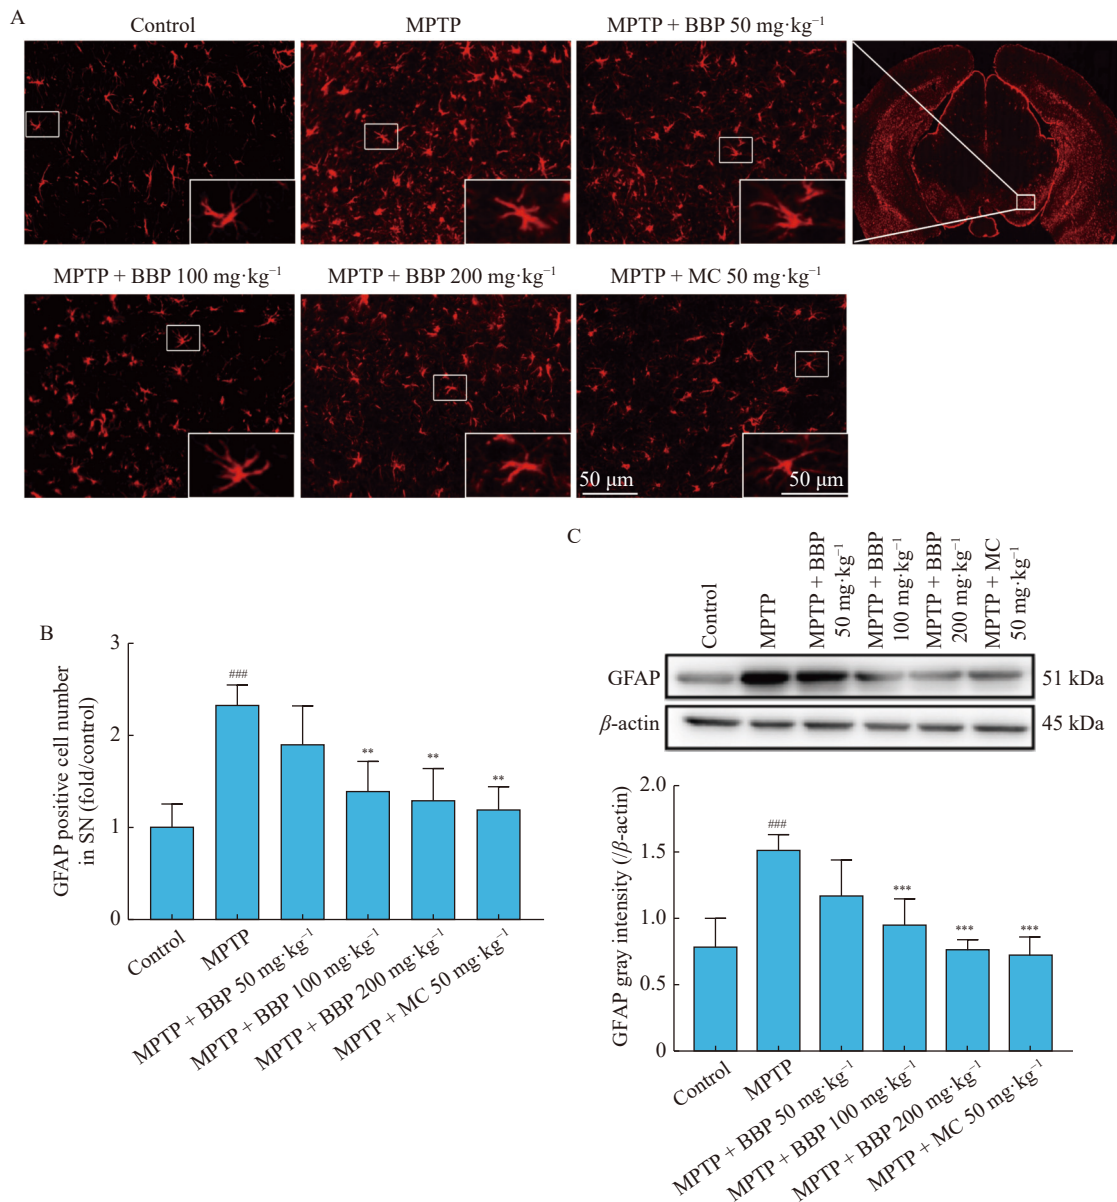 A
Control
MPTP
MPTP + BBP 50 mg·kg⁻¹
MPTP + BBP 100 mg·kg⁻¹
MPTP + BBP 200 mg·kg⁻¹
MPTP + MC 50 mg·kg⁻¹
50 μm
50 μm
B
GFAP positive cell number
in SN (fold/control)
3
2
1
0
###
**
**
**
Control
MPTP
MPTP + BBP 50 mg·kg⁻¹
MPTP + BBP 100 mg·kg⁻¹
MPTP + BBP 200 mg·kg⁻¹
MPTP + MC 50 mg·kg⁻¹
C
Control
MPTP
MPTP + BBP
50 mg·kg⁻¹
MPTP + BBP
100 mg·kg⁻¹
MPTP + BBP
200 mg·kg⁻¹
MPTP + MC
50 mg·kg⁻¹
GFAP
51 kDa
β-actin
45 kDa
GFAP gray intensity (/β-actin)
2.0
1.5
1.0
0.5
0
###
***
***
***
Control
MPTP
MPTP + BBP 50 mg·kg⁻¹
MPTP + BBP 100 mg·kg⁻¹
MPTP + BBP 200 mg·kg⁻¹
MPTP + MC 50 mg·kg⁻¹